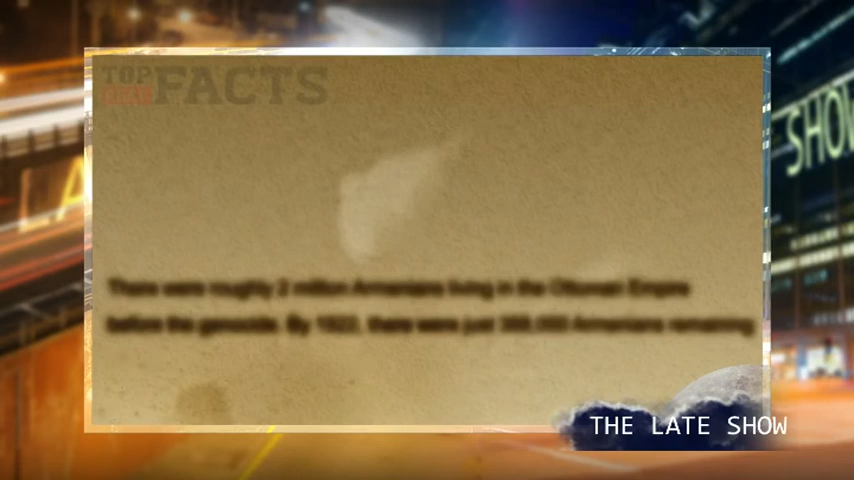 TOP
FACTS
SHOW
There were roughly 2 million Armenians living in the Ottoman Empire
before the genocide. By 1922, there were just Armenians remaining
THE LATE SHOW